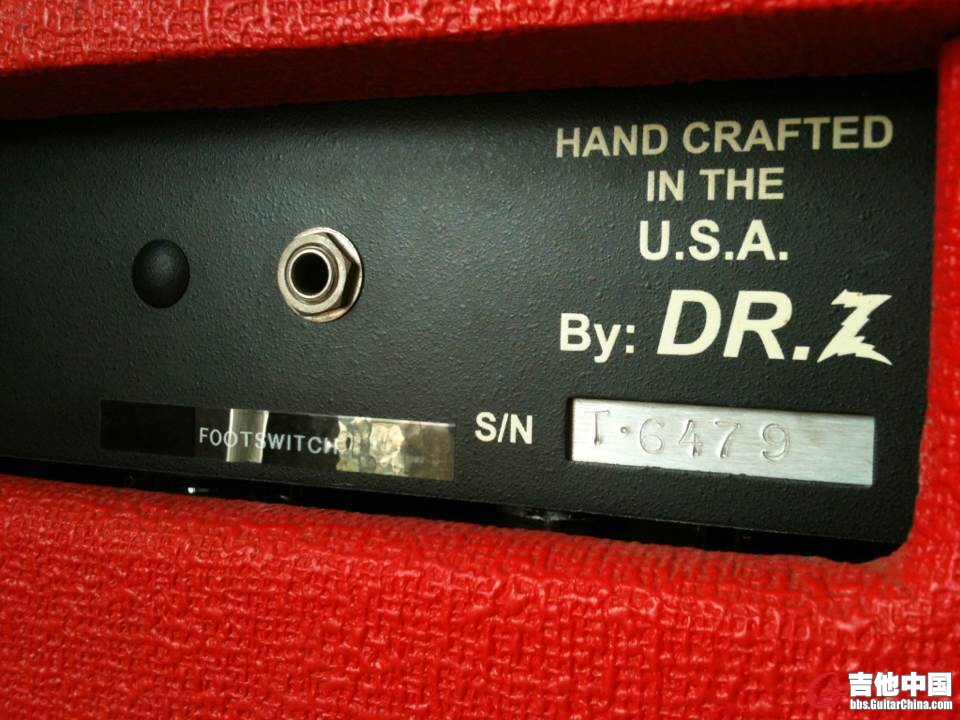 HAND CRAFTED
IN THE
U.S.A.
By: DR.Z
FOOTSWITCH
S/N T·6479
吉他中国
bbs.GuitarChina.com